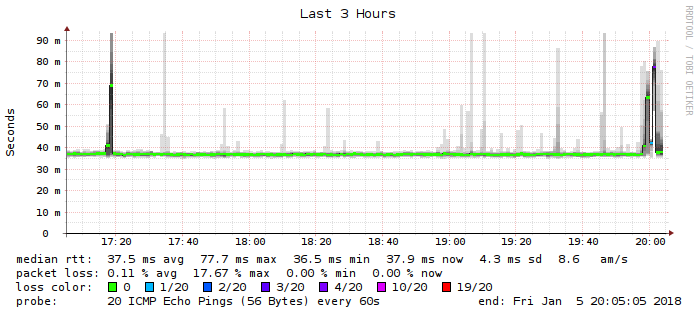 Last 3 Hours
RRDTOOL / TOBI OETIKER
Seconds
90 m
80 m
70 m
60 m
50 m
40 m
30 m
20 m
10 m
0
17:20 17:40 18:00 18:20 18:40 19:00 19:20 19:40 20:00
median rtt: 37.5 ms avg 77.7 ms max 36.5 ms min 37.9 ms now 4.3 ms sd 8.6 am/s
packet loss: 0.11 % avg 17.67 % max 0.00 % min 0.00 % now
loss color: 0 1/20 2/20 3/20 4/20 10/20 19/20
probe: 20 ICMP Echo Pings (56 Bytes) every 60s end: Fri Jan 5 20:05:05 2018